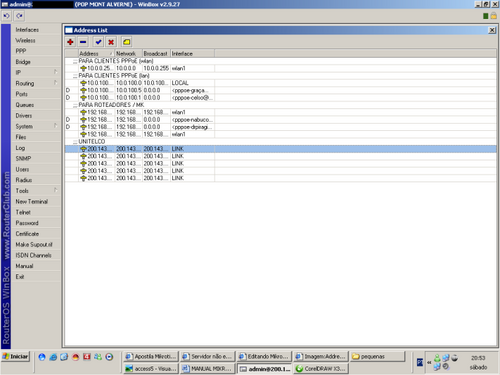 admin@ (POP MONT ALVERNE) - WinBox v2.9.27
Interfaces
Wireless
PPP
Bridge
IP
Routing
Ports
Queues
Drivers
System
Files
Log
SNMP
Users
Radius
Tools
New Terminal
Telnet
Password
Certificate
Make Supout.rif
ISDN Channels
Manual
Exit
RouterOS WinBox www.RouterClub.com
Address List
Address Network Broadcast Interface
;;; PARA CLIENTES PPPoE (wlan)
10.0.0.25... 10.0.0.0 10.0.0.255 wlan1
;;; PARA CLIENTES PPPoE (lan)
10.0.100... 10.0.100.0 10.0.100... LOCAL
D 10.0.100... 10.0.100.5 0.0.0.0 <pppoe-graça...
D 10.0.100... 10.0.100.1 0.0.0.0 <pppoe-celso@...
;;; PARA ROTEADORES / MK
192.168... 192.168... 192.168... wlan1
D 192.168... 192.168... 0.0.0.0 <pppoe-nabuco...
D 192.168... 192.168... 0.0.0.0 <pppoe-drpragi...
192.168... 192.168... 192.168... wlan1
;;; UNITELCO
200.143... 200.143... 200.143... LINK
200.143... 200.143... 200.143... LINK
200.143... 200.143... 200.143... LINK
200.143... 200.143... 200.143... LINK
200.143... 200.143... 200.143... LINK
Iniciar
Apostila Mikroti...
Servidor não e...
Editando Mikro...
Imagem:Addre...
pequenas
access5 - Visua...
MANUAL MIKR...
admin@200.1...
CorelDRAW X3...
PT
20:53
sábado